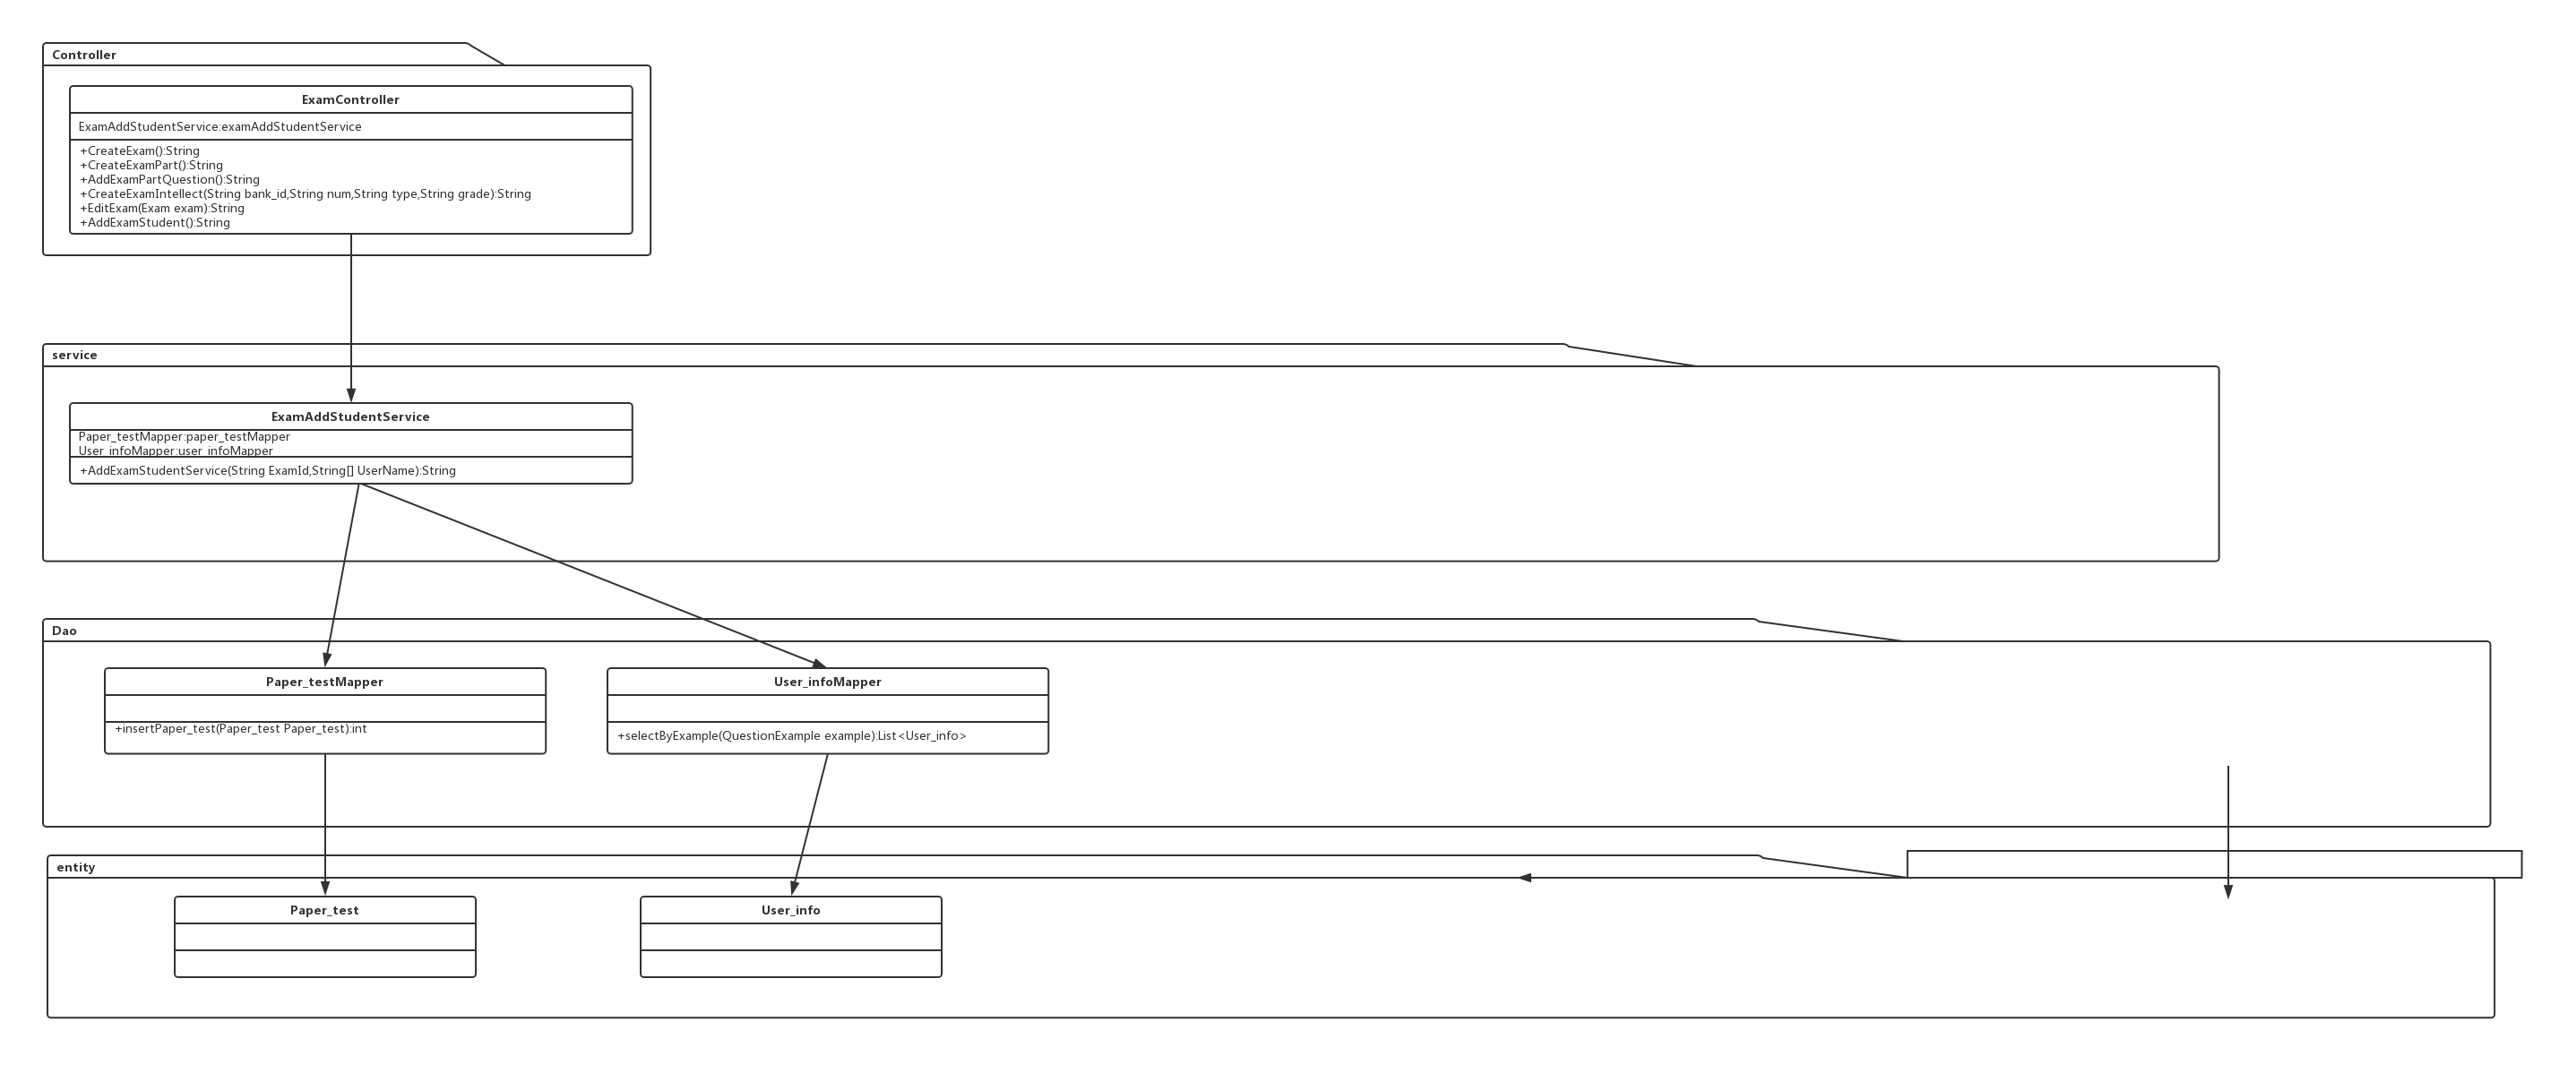 Controller
ExamController
ExamAddStudentService:examAddStudentService
+CreateExam():String
+CreateExamPart():String
+AddExamPartQuestion():String
+CreateExamIntellect(String bank_id,String num,String type,String grade):String
+EditExam(Exam exam):String
+AddExamStudent():String
service
ExamAddStudentService
Paper_testMapper:paper_testMapper
User_infoMapper:user_infoMapper
+AddExamStudentService(String ExamId,String[] UserName):String
Dao
Paper_testMapper
+insertPaper_test(Paper_test Paper_test):int
User_infoMapper
+selectByExample(QuestionExample example):List<User_info>
entity
Paper_test
User_info